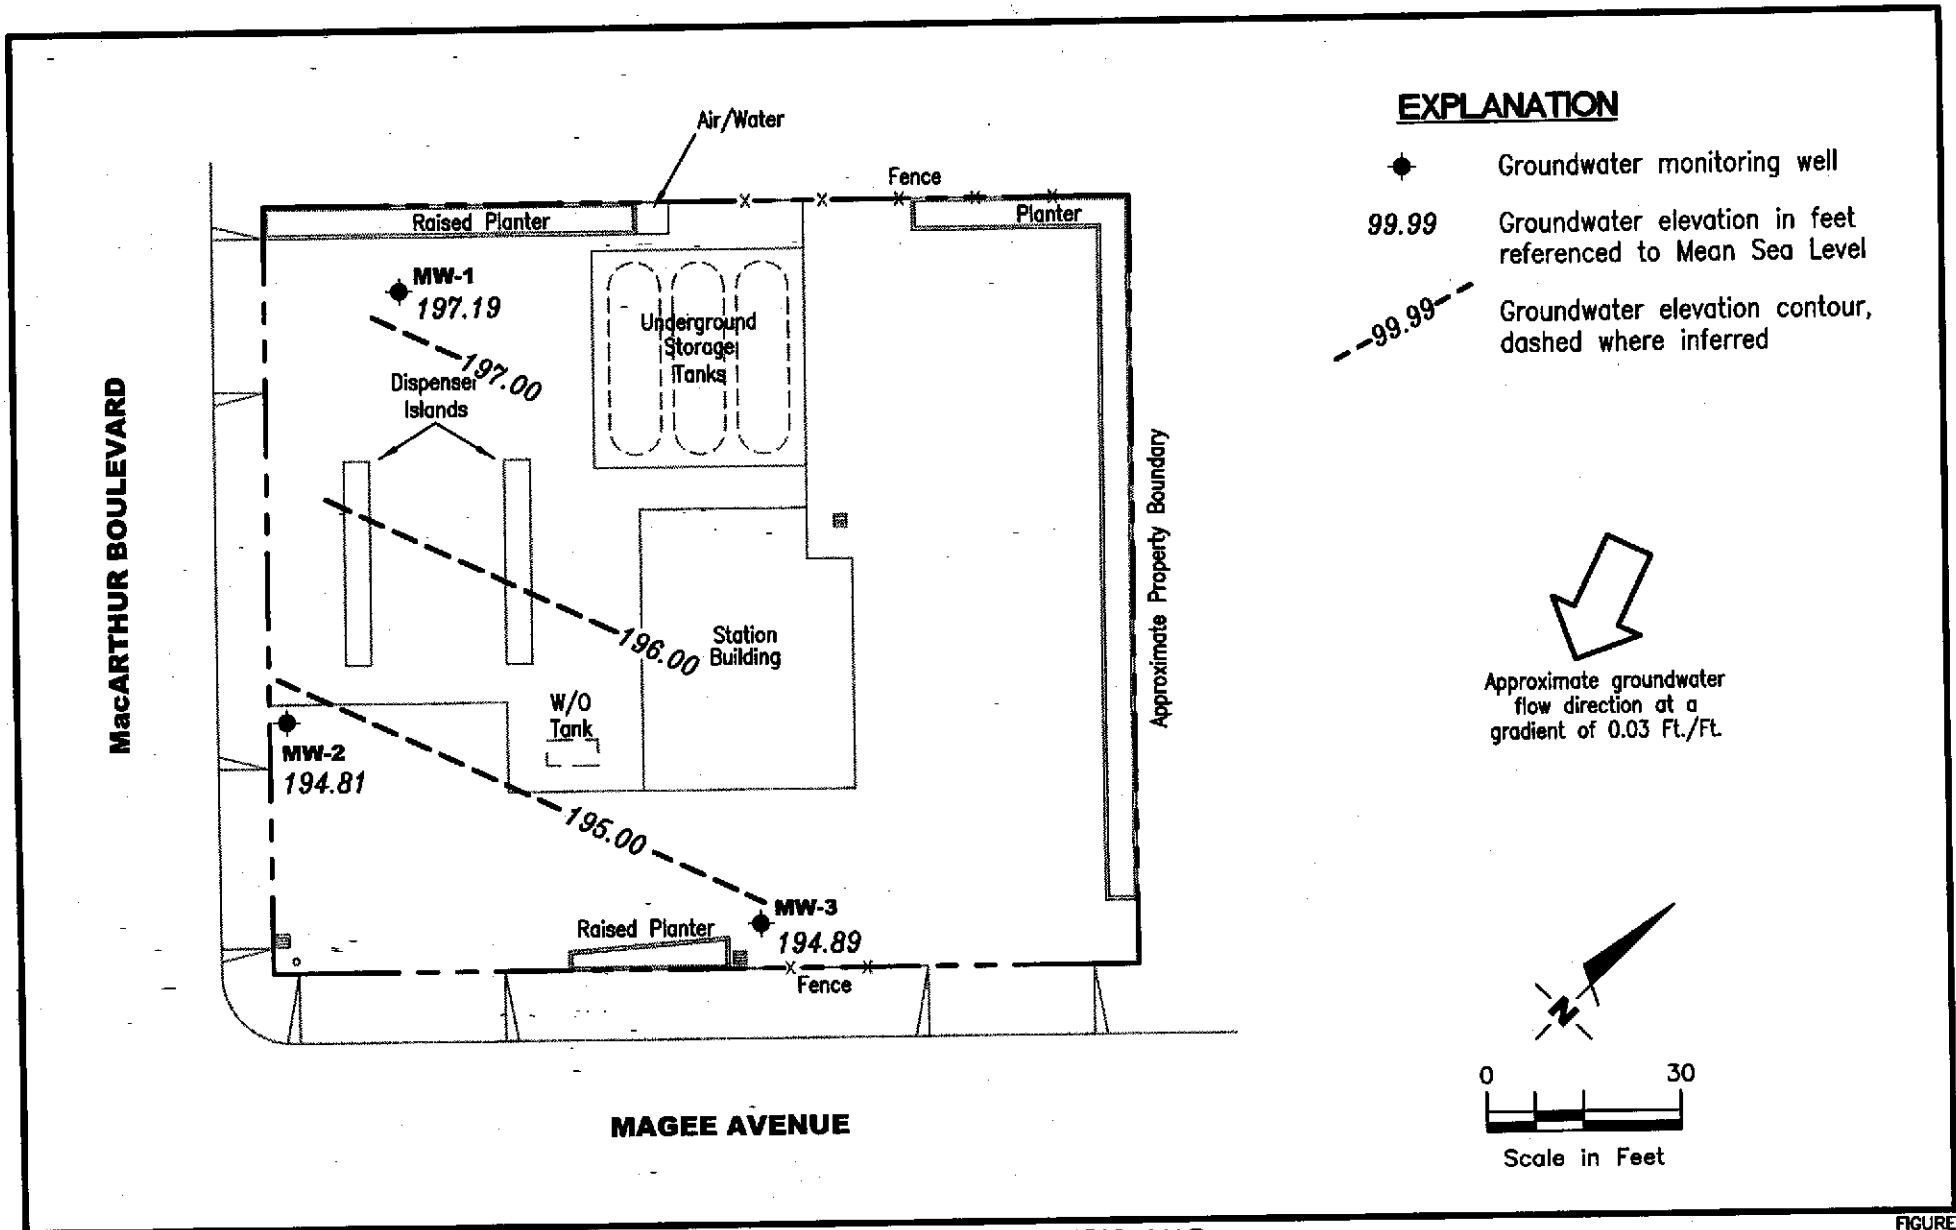 EXPLANATION
Air/Water
Groundwater monitoring well
Fence
Raised Planter
Planter
99.99
Groundwater elevation in feet
referenced to Mean Sea Level
MW-1
197.19
Underground
Storage
Tanks
99.99
Groundwater elevation contour,
dashed where inferred
197.00
Dispenser
Islands
MacARTHUR BOULEVARD
Approximate Property Boundary
196.00
Station
Building
Approximate groundwater
flow direction at a
gradient of 0.03 Ft./Ft.
W/O
Tank
MW-2
194.81
195.00
MW-3
194.89
Raised Planter
Fence
N
0 30
Scale in Feet
MAGEE AVENUE
FIGURE